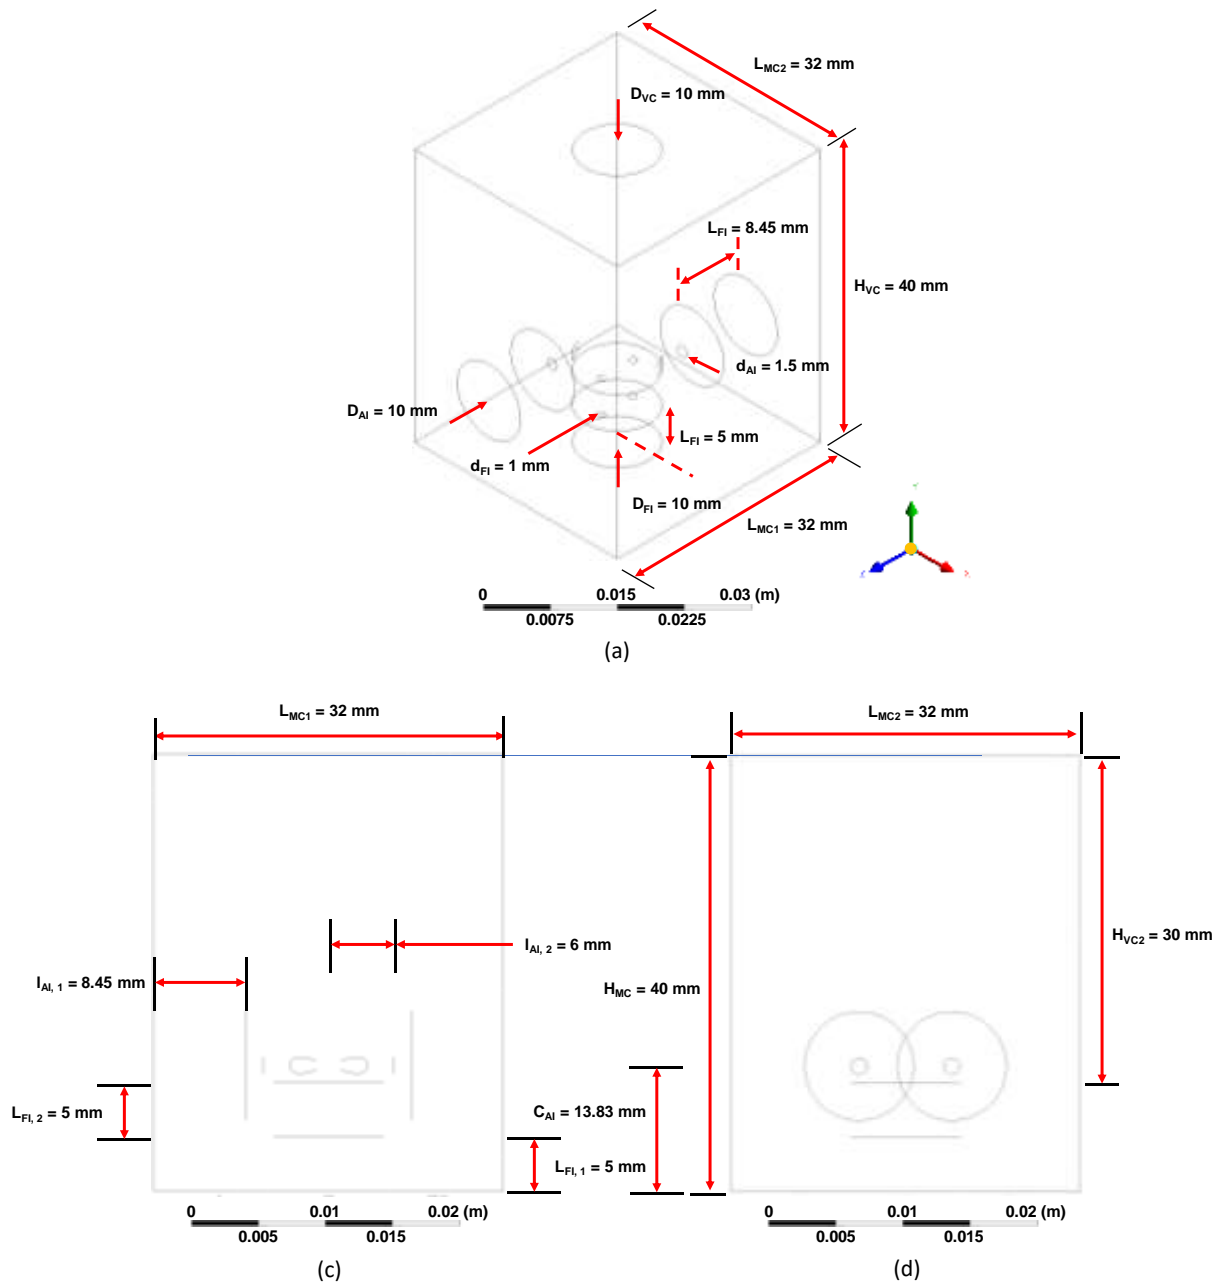 L_MC2 = 32 mm
D_VC = 10 mm
L_FI = 8.45 mm
H_VC = 40 mm
d_AI = 1.5 mm
D_AI = 10 mm
L_FI = 5 mm
d_FI = 1 mm
D_FI = 10 mm
L_MC1 = 32 mm
0 0.015 0.03 (m)
0.0075 0.0225
(a)
L_MC1 = 32 mm
L_MC2 = 32 mm
l_AI, 2 = 6 mm
H_VC2 = 30 mm
l_AI, 1 = 8.45 mm
H_MC = 40 mm
L_FI, 2 = 5 mm
C_AI = 13.83 mm
L_FI, 1 = 5 mm
0 0.01 0.02 (m)
0.005 0.015
0 0.01 0.02 (m)
0.005 0.015
(c)
(d)